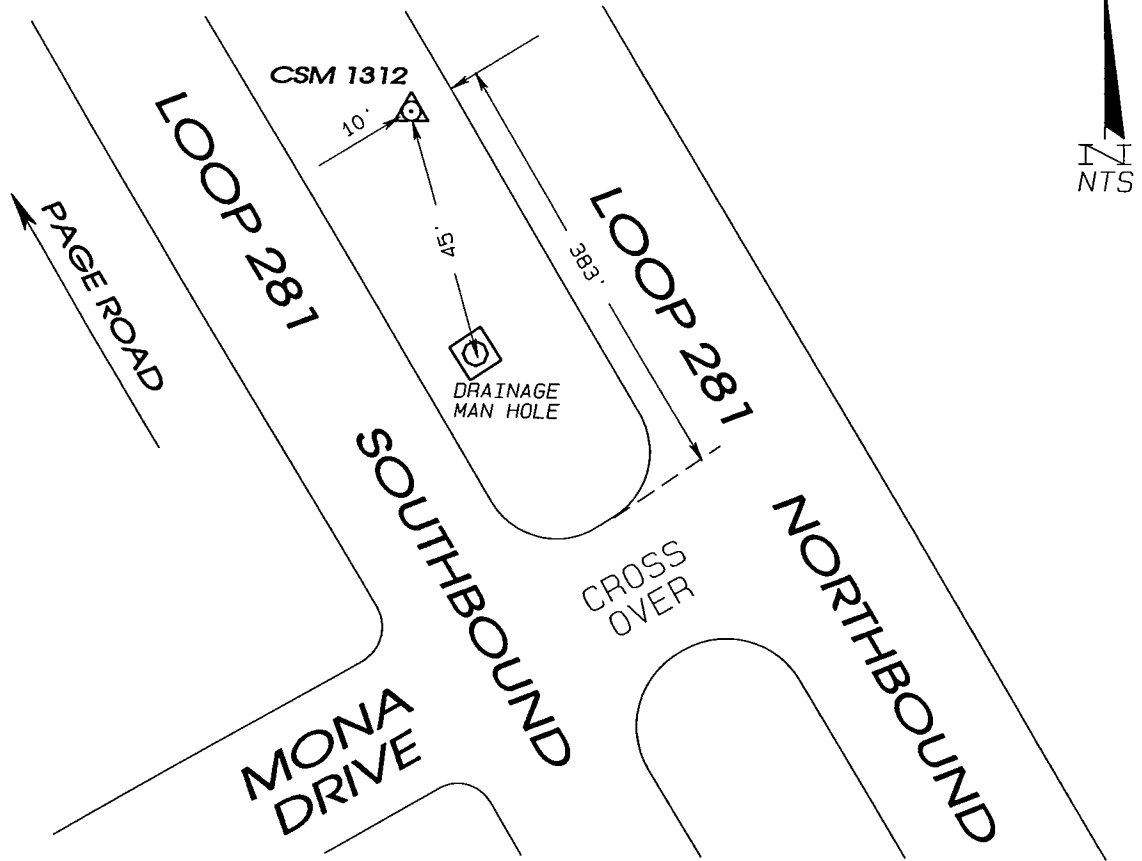 CSM 1312
10'
LOOP 281
PAGE ROAD
45'
383'
LOOP 281
N
NTS
DRAINAGE
MAN HOLE
SOUTHBOUND
CROSS
OVER
NORTHBOUND
MONA
DRIVE